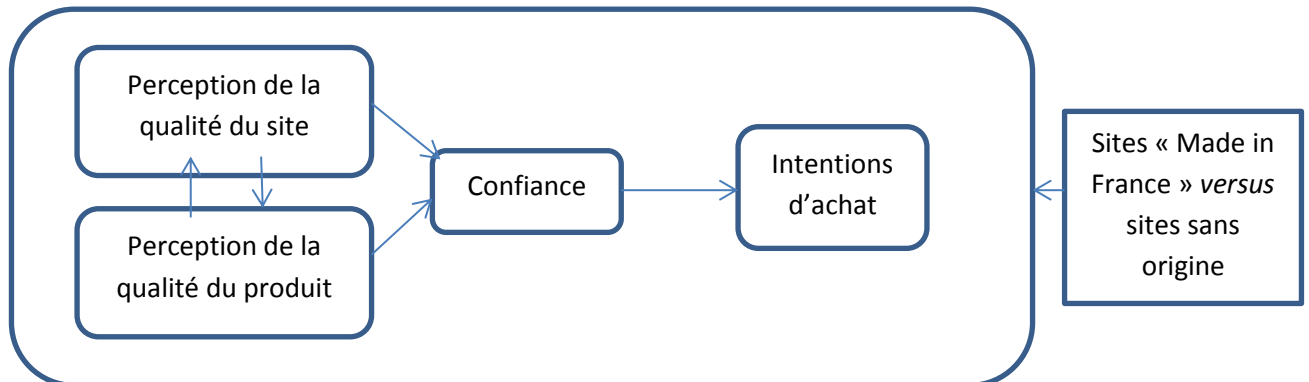 Perception de la
qualité du site
Perception de la
qualité du produit
Confiance
Intentions
d’achat
Sites « Made in
France » versus
sites sans
origine